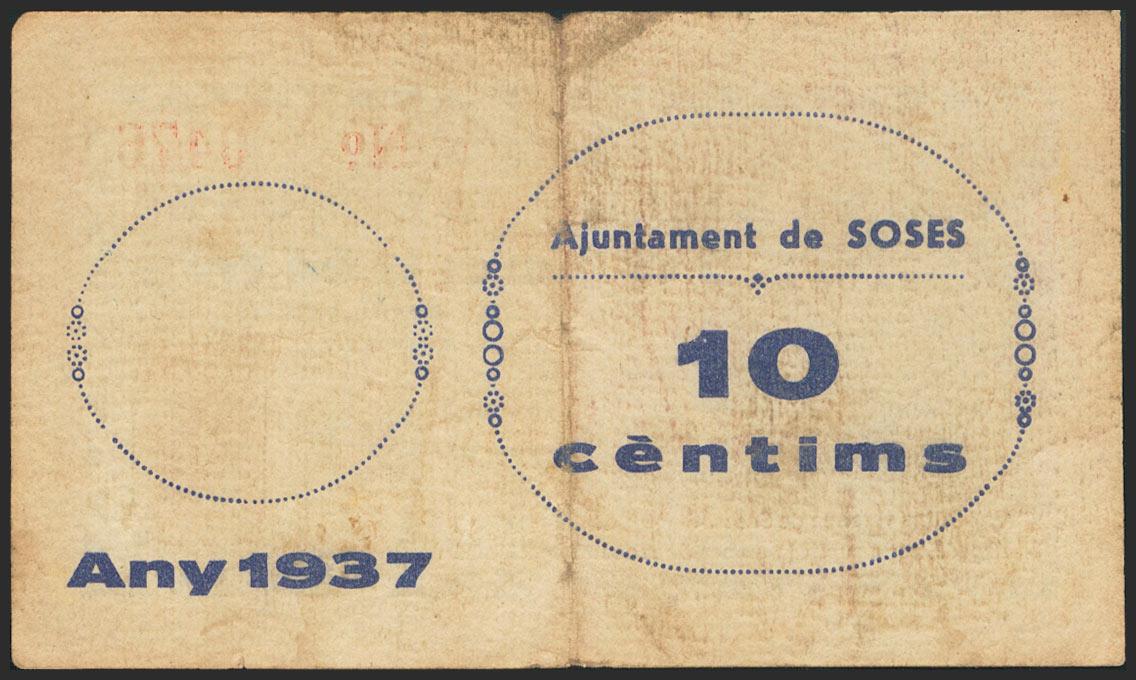 Ajuntament de SOSES
10
cèntims
Any 1937